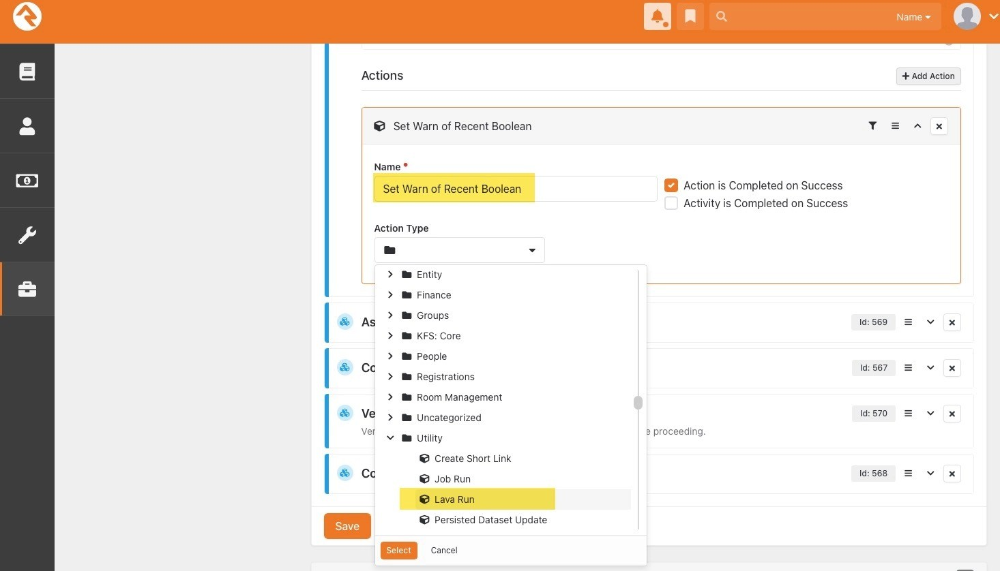 Name
Actions
Add Action
Set Warn of Recent Boolean
Name
Set Warn of Recent Boolean
Action is Completed on Success
Activity is Completed on Success
Action Type
Entity
Finance
Groups
KFS: Core
People
Registrations
Room Management
Uncategorized
Utility
Create Short Link
Job Run
Lava Run
Persisted Dataset Update
Select Cancel
As Id: 569
Co Id: 567
Ve Id: 570
Ver e proceeding.
Co Id: 568
Save